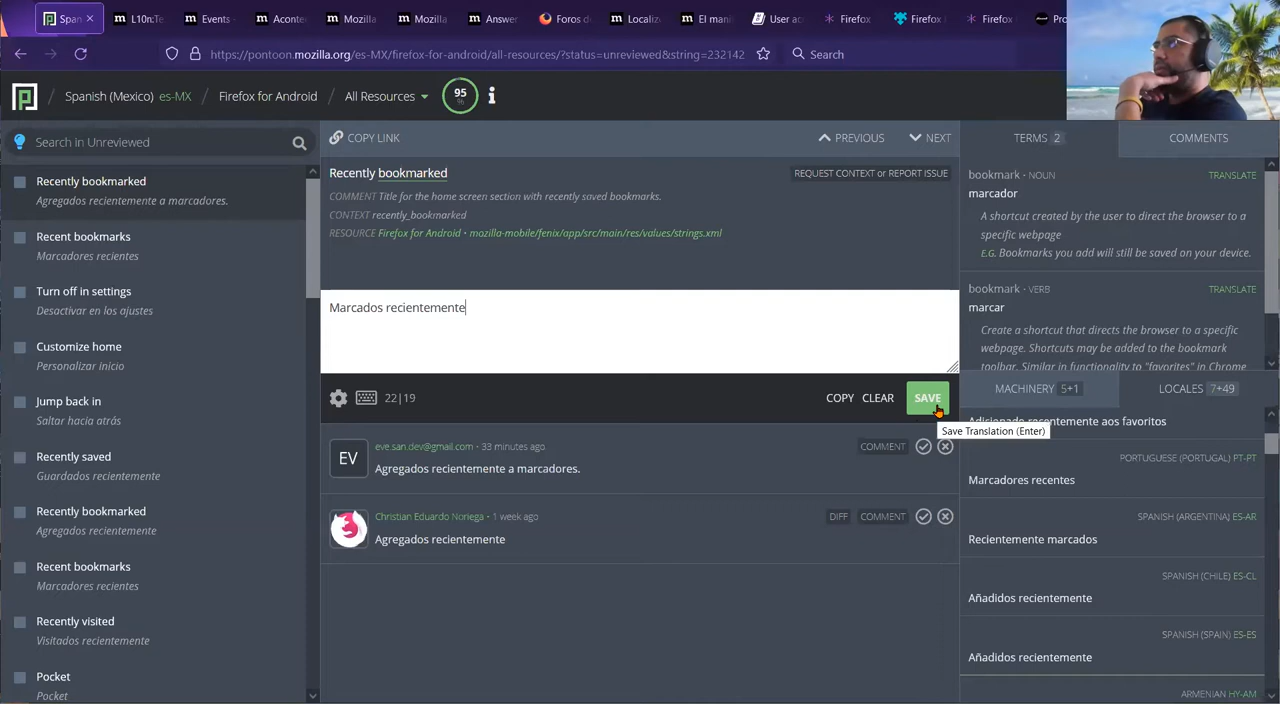 Span
L10n:Te
Events -
Aconte
Mozilla
Mozilla
Answer
Foros d
Localiz
El mani
User ac
Firefox
Firefox
Firefox
https://pontoon.mozilla.org/es-MX/firefox-for-android/all-resources/?status=unreviewed&string=232142
Search
Spanish (Mexico) es-MX
Firefox for Android
All Resources
95
%
Search in Unreviewed
Recently bookmarked
Agregados recientemente a marcadores.
Recent bookmarks
Marcadores recientes
Turn off in settings
Desactivar en los ajustes
Customize home
Personalizar inicio
Jump back in
Saltar hacia atrás
Recently saved
Guardados recientemente
Recently bookmarked
Agregados recientemente
Recent bookmarks
Marcadores recientes
Recently visited
Visitados recientemente
Pocket
Pocket
COPY LINK
PREVIOUS
NEXT
Recently bookmarked
REQUEST CONTEXT or REPORT ISSUE
COMMENT Title for the home screen section with recently saved bookmarks.
CONTEXT recently_bookmarked
RESOURCE Firefox for Android • mozilla-mobile/fenix/app/src/main/res/values/strings.xml
Marcados recientemente
22|19
COPY
CLEAR
SAVE
Save Translation (Enter)
EV
eve.san.dev@gmail.com • 33 minutes ago
COMMENT
Agregados recientemente a marcadores.
Christian Eduardo Noriega • 1 week ago
DIFF
COMMENT
Agregados recientemente
TERMS 2
COMMENTS
bookmark • NOUN
TRANSLATE
marcador
A shortcut created by the user to direct the browser to a
specific webpage
E.G. Bookmarks you add will still be saved on your device.
bookmark • VERB
TRANSLATE
marcar
Create a shortcut that directs the browser to a specific
webpage. Shortcuts may be added to the bookmark
toolbar. Similar in functionality to "favorites" in Chrome
MACHINERY 5+1
LOCALES 7+49
Adicionado recentemente aos favoritos
PORTUGUESE (PORTUGAL) PT-PT
Marcadores recentes
SPANISH (ARGENTINA) ES-AR
Recientemente marcados
SPANISH (CHILE) ES-CL
Añadidos recientemente
SPANISH (SPAIN) ES-ES
Añadidos recientemente
ARMENIAN HY-AM